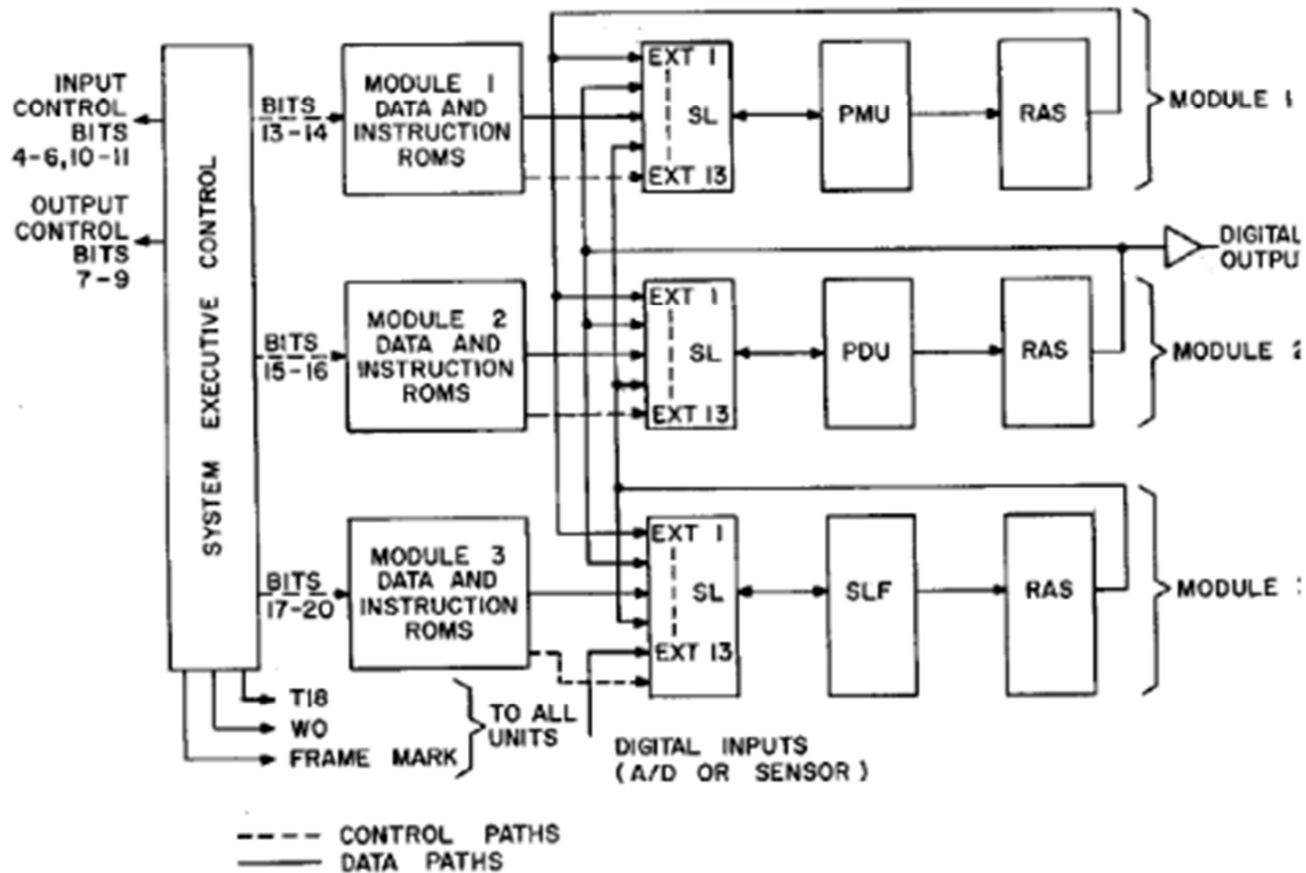 INPUT
CONTROL
BITS
4-6,10-11
OUTPUT
CONTROL
BITS
7-9
SYSTEM EXECUTIVE CONTROL
BITS
13-14
MODULE 1
DATA AND
INSTRUCTION
ROMS
EXT 1
SL
EXT 13
PMU
RAS
MODULE 1
DIGITAL
BITS
15-16
MODULE 2
DATA AND
INSTRUCTION
ROMS
EXT 1
SL
EXT 13
PDU
RAS
MODULE 2
BITS
17-20
MODULE 3
DATA AND
INSTRUCTION
ROMS
EXT 1
SL
EXT 13
SLF
RAS
MODULE
T18
WO
FRAME MARK
TO ALL
UNITS
DIGITAL INPUTS
(A/D OR SENSOR)
CONTROL PATHS
DATA PATHS